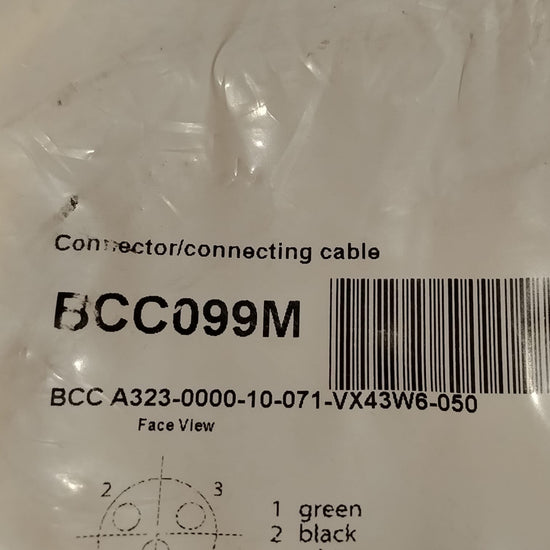 Connector/connecting cable
BCC099M
BCC A323-0000-10-071-VX43W6-050
Face View
2 3
1 green
2 black